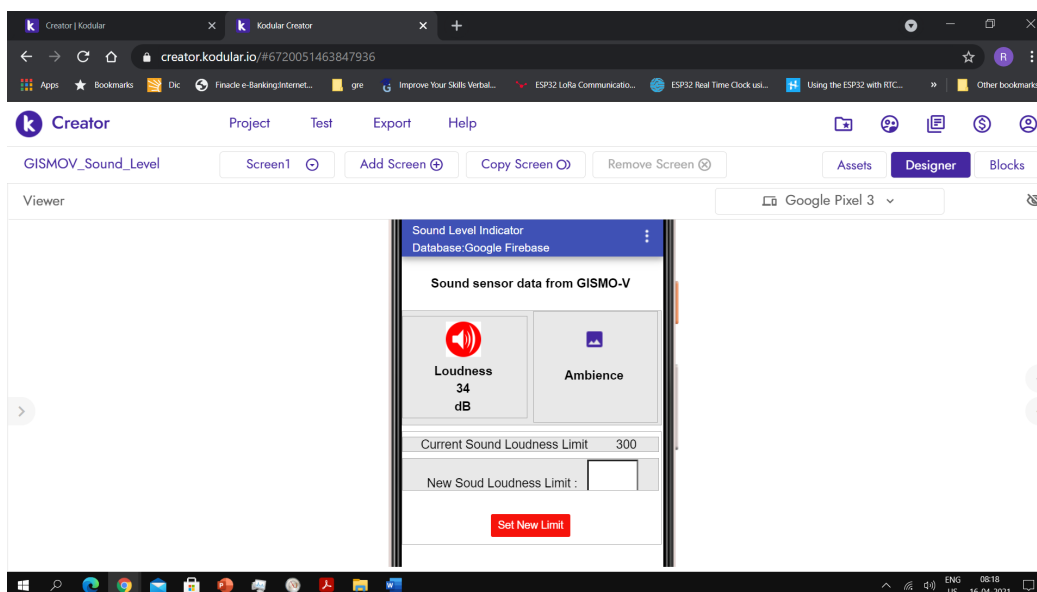 Creator | Kodular
Kodular Creator
creator.kodular.io/#6720051463847936
R
Apps Bookmarks Dic Finacle e-Banking:Internet... gre Improve Your Skills Verbal... ESP32 LoRa Communicatio... ESP32 Real Time Clock usi... Using the ESP32 with RTC... » Other bookmarks
Creator Project Test Export Help
GISMOV_Sound_Level Screen1 Add Screen Copy Screen Remove Screen Assets Designer Blocks
Viewer Google Pixel 3
Sound Level Indicator
Database:Google Firebase
Sound sensor data from GISMO-V
Loudness
34
dB
Ambience
Current Sound Loudness Limit 300
New Soud Loudness Limit :
Set New Limit
ENG 08:18
US 16-04-2021